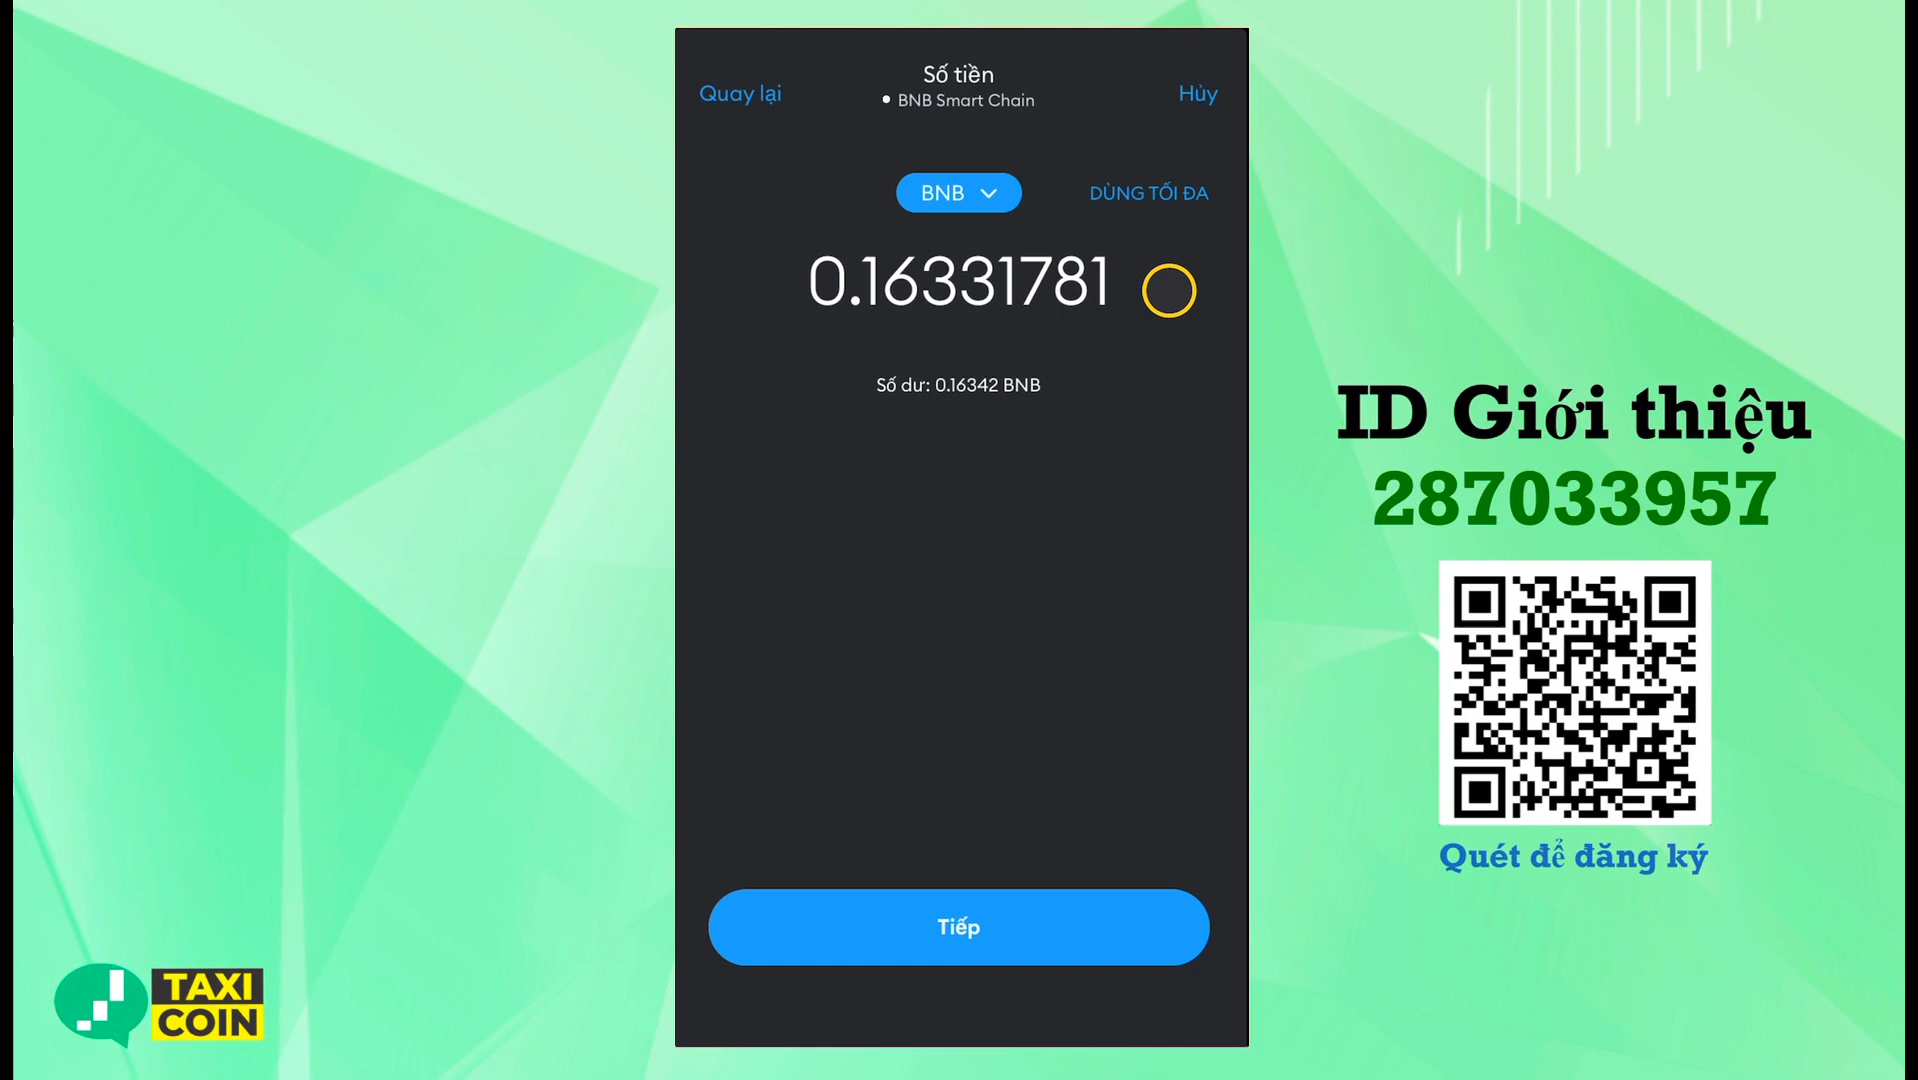 Quay lại
Số tiền
BNB Smart Chain
Hủy
BNB
DÙNG TỐI ĐA
0.16331781
Số dư: 0.16342 BNB
Tiếp
ID Giới thiệu
287033957
Quét để đăng ký
TAXI
COIN